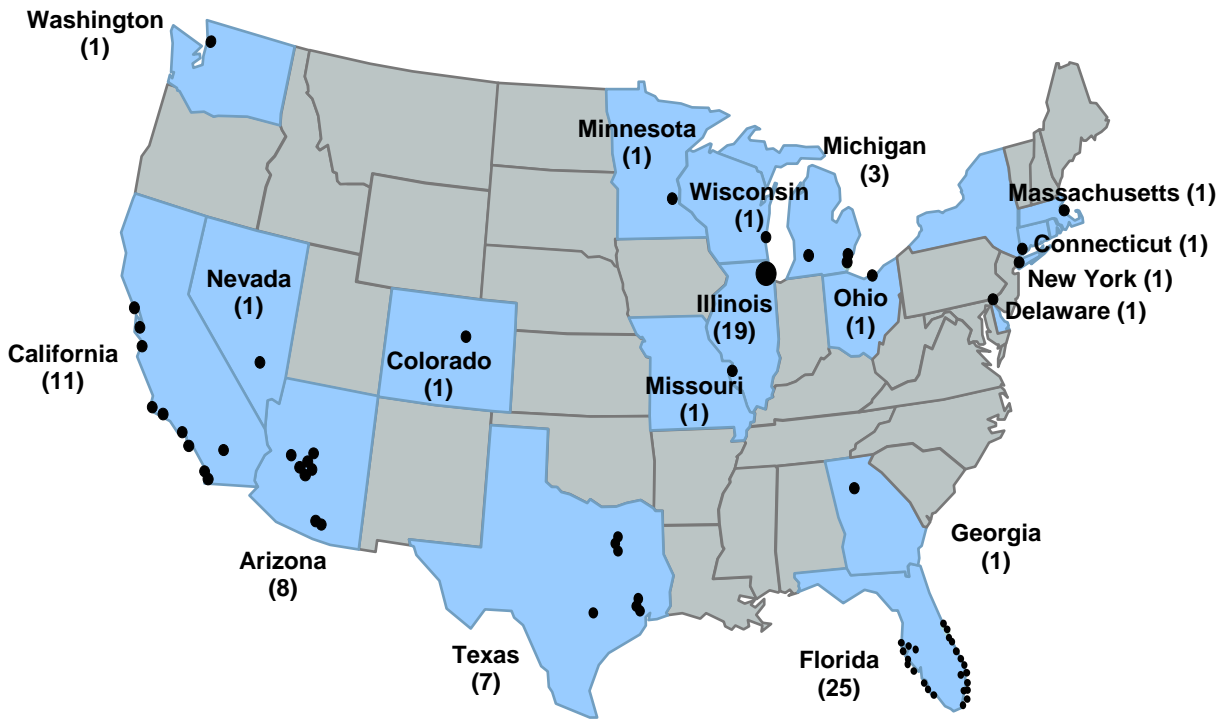 Washington
(1)
Minnesota
(1)
Michigan
(3)
Wisconsin
(1)
Massachusetts (1)
Connecticut (1)
New York (1)
Delaware (1)
Nevada
(1)
Illinois
(19)
Ohio
(1)
California
(11)
Colorado
(1)
Missouri
(1)
Arizona
(8)
Georgia
(1)
Texas
(7)
Florida
(25)